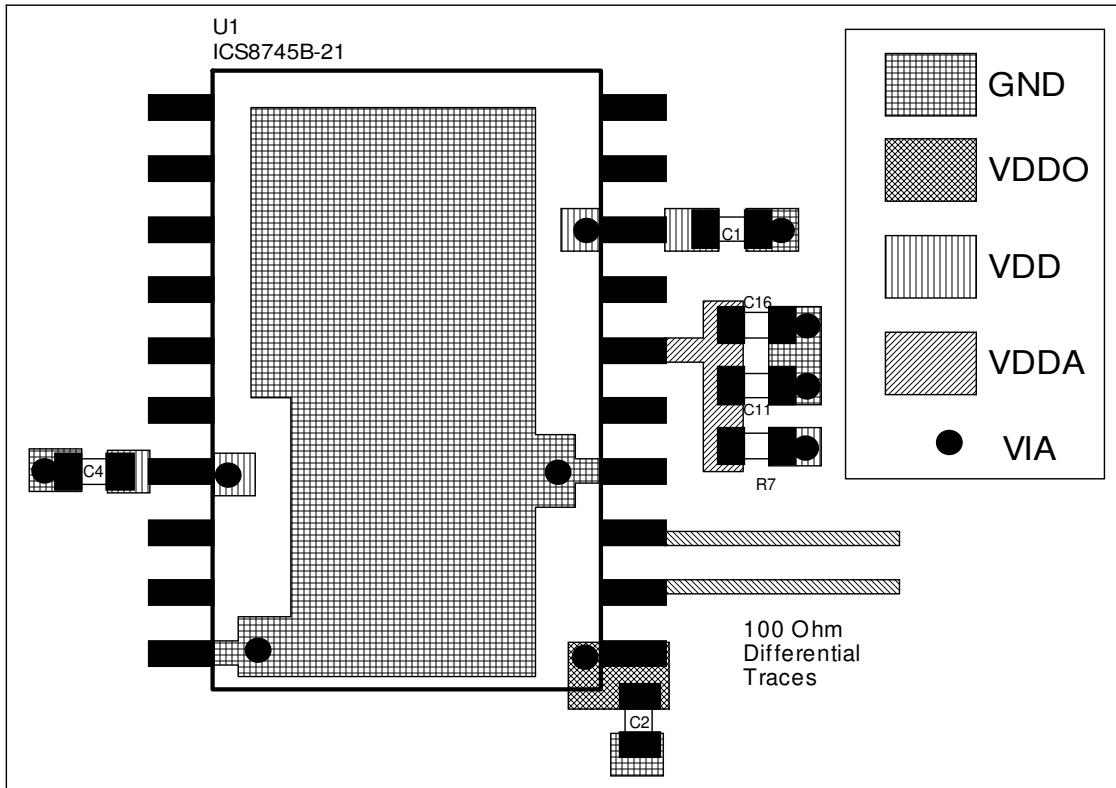 U1
ICS8745B-21
GND
VDDO
VDD
VDDA
VIA
C1
C16
C11
R7
C4
100 Ohm
Differential
Traces
C2